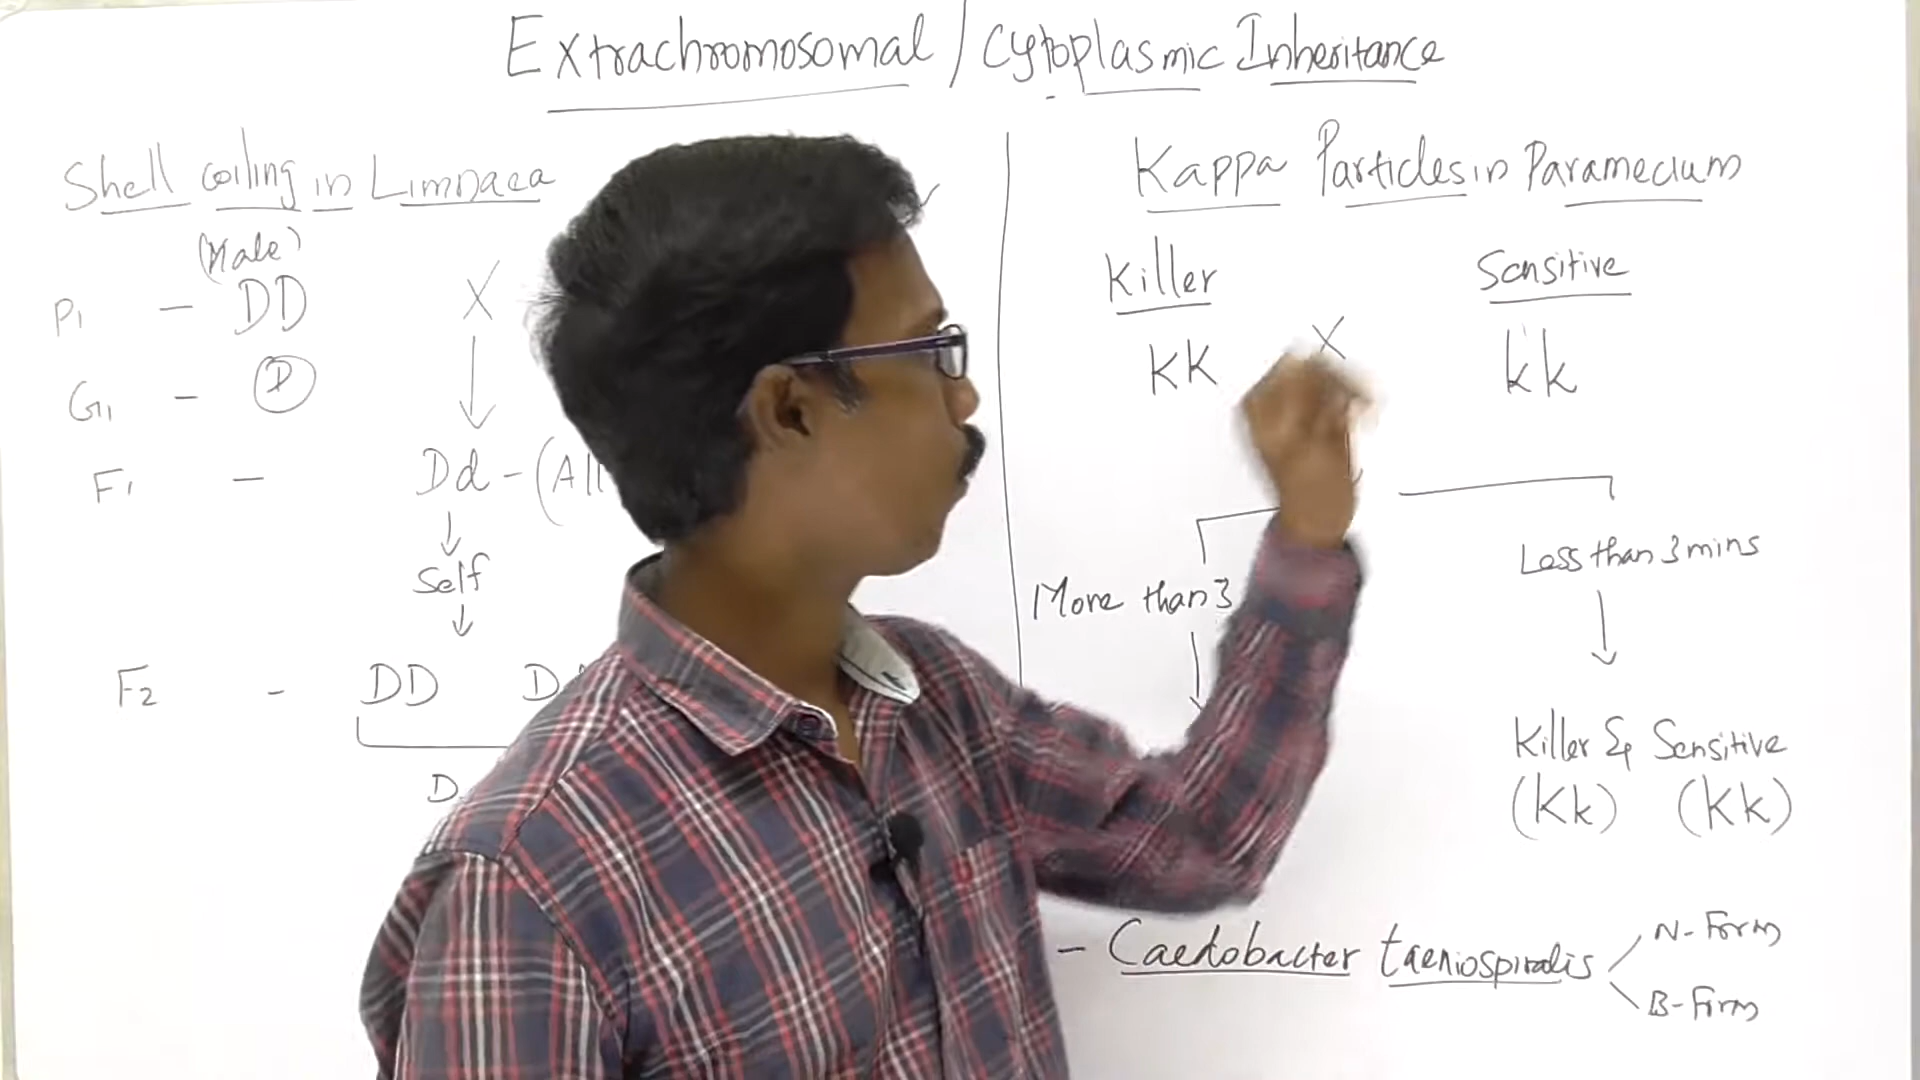 Extrachromosomal / Cytoplasmic Inheritance
Shell coiling in Limnaea
(Male)
P1 - DD X
G1 - D
F1 - Dd - (All
Self
F2 - DD
D
Kappa Particles in Paramecium
Killer Sensitive
KK X kk
More than 3
Less than 3 mins
Killer & Sensitive
(Kk) (Kk)
- Caedobacter taeniospiralis
N-Form
B-Form